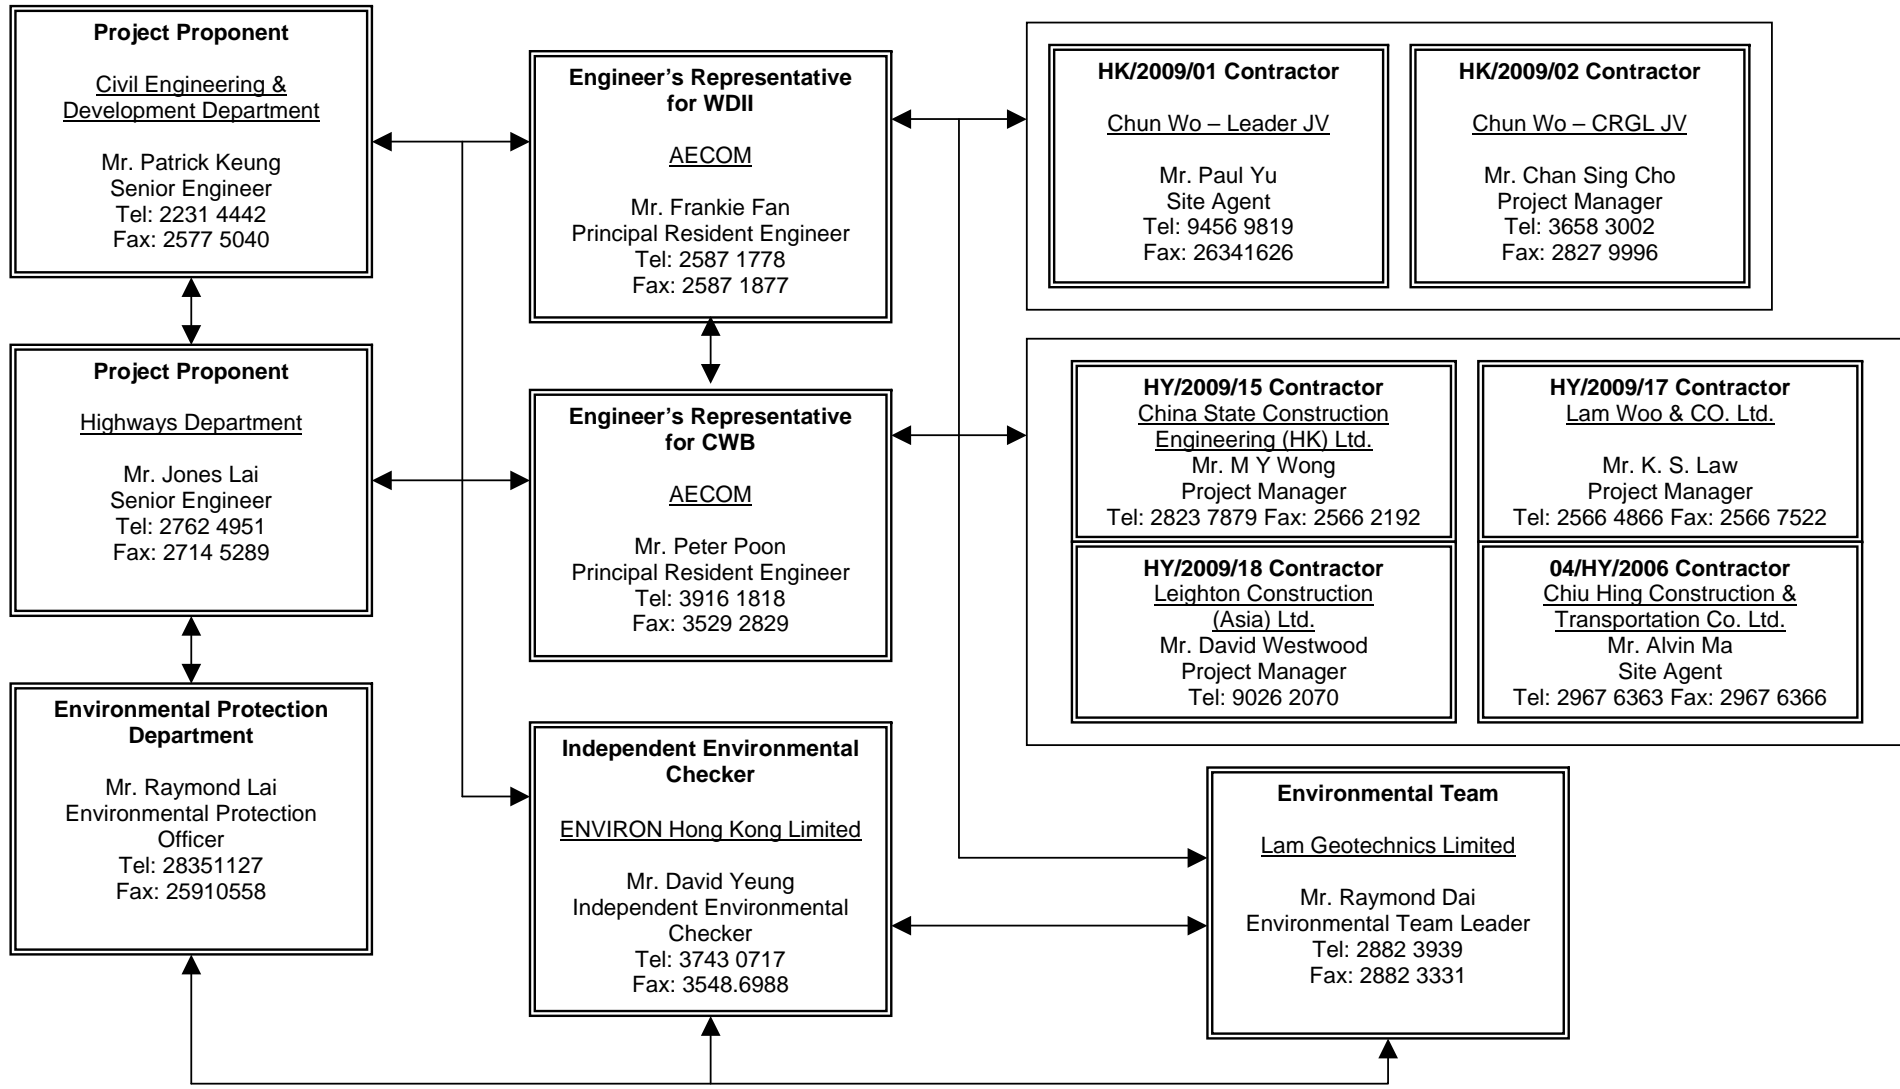 Project Proponent
Civil Engineering &
Development Department
Mr. Patrick Keung
Senior Engineer
Tel: 2231 4442
Fax: 2577 5040
Project Proponent
Highways Department
Mr. Jones Lai
Senior Engineer
Tel: 2762 4951
Fax: 2714 5289
Environmental Protection
Department
Mr. Raymond Lai
Environmental Protection
Officer
Tel: 28351127
Fax: 25910558
Engineer’s Representative
for WDII
AECOM
Mr. Frankie Fan
Principal Resident Engineer
Tel: 2587 1778
Fax: 2587 1877
Engineer’s Representative
for CWB
AECOM
Mr. Peter Poon
Principal Resident Engineer
Tel: 3916 1818
Fax: 3529 2829
Independent Environmental
Checker
ENVIRON Hong Kong Limited
Mr. David Yeung
Independent Environmental
Checker
Tel: 3743 0717
Fax: 3548.6988
HK/2009/01 Contractor
Chun Wo – Leader JV
Mr. Paul Yu
Site Agent
Tel: 9456 9819
Fax: 26341626
HK/2009/02 Contractor
Chun Wo – CRGL JV
Mr. Chan Sing Cho
Project Manager
Tel: 3658 3002
Fax: 2827 9996
HY/2009/15 Contractor
China State Construction
Engineering (HK) Ltd.
Mr. M Y Wong
Project Manager
Tel: 2823 7879 Fax: 2566 2192
HY/2009/17 Contractor
Lam Woo & CO. Ltd.
Mr. K. S. Law
Project Manager
Tel: 2566 4866 Fax: 2566 7522
HY/2009/18 Contractor
Leighton Construction
(Asia) Ltd.
Mr. David Westwood
Project Manager
Tel: 9026 2070
04/HY/2006 Contractor
Chiu Hing Construction &
Transportation Co. Ltd.
Mr. Alvin Ma
Site Agent
Tel: 2967 6363 Fax: 2967 6366
Environmental Team
Lam Geotechnics Limited
Mr. Raymond Dai
Environmental Team Leader
Tel: 2882 3939
Fax: 2882 3331